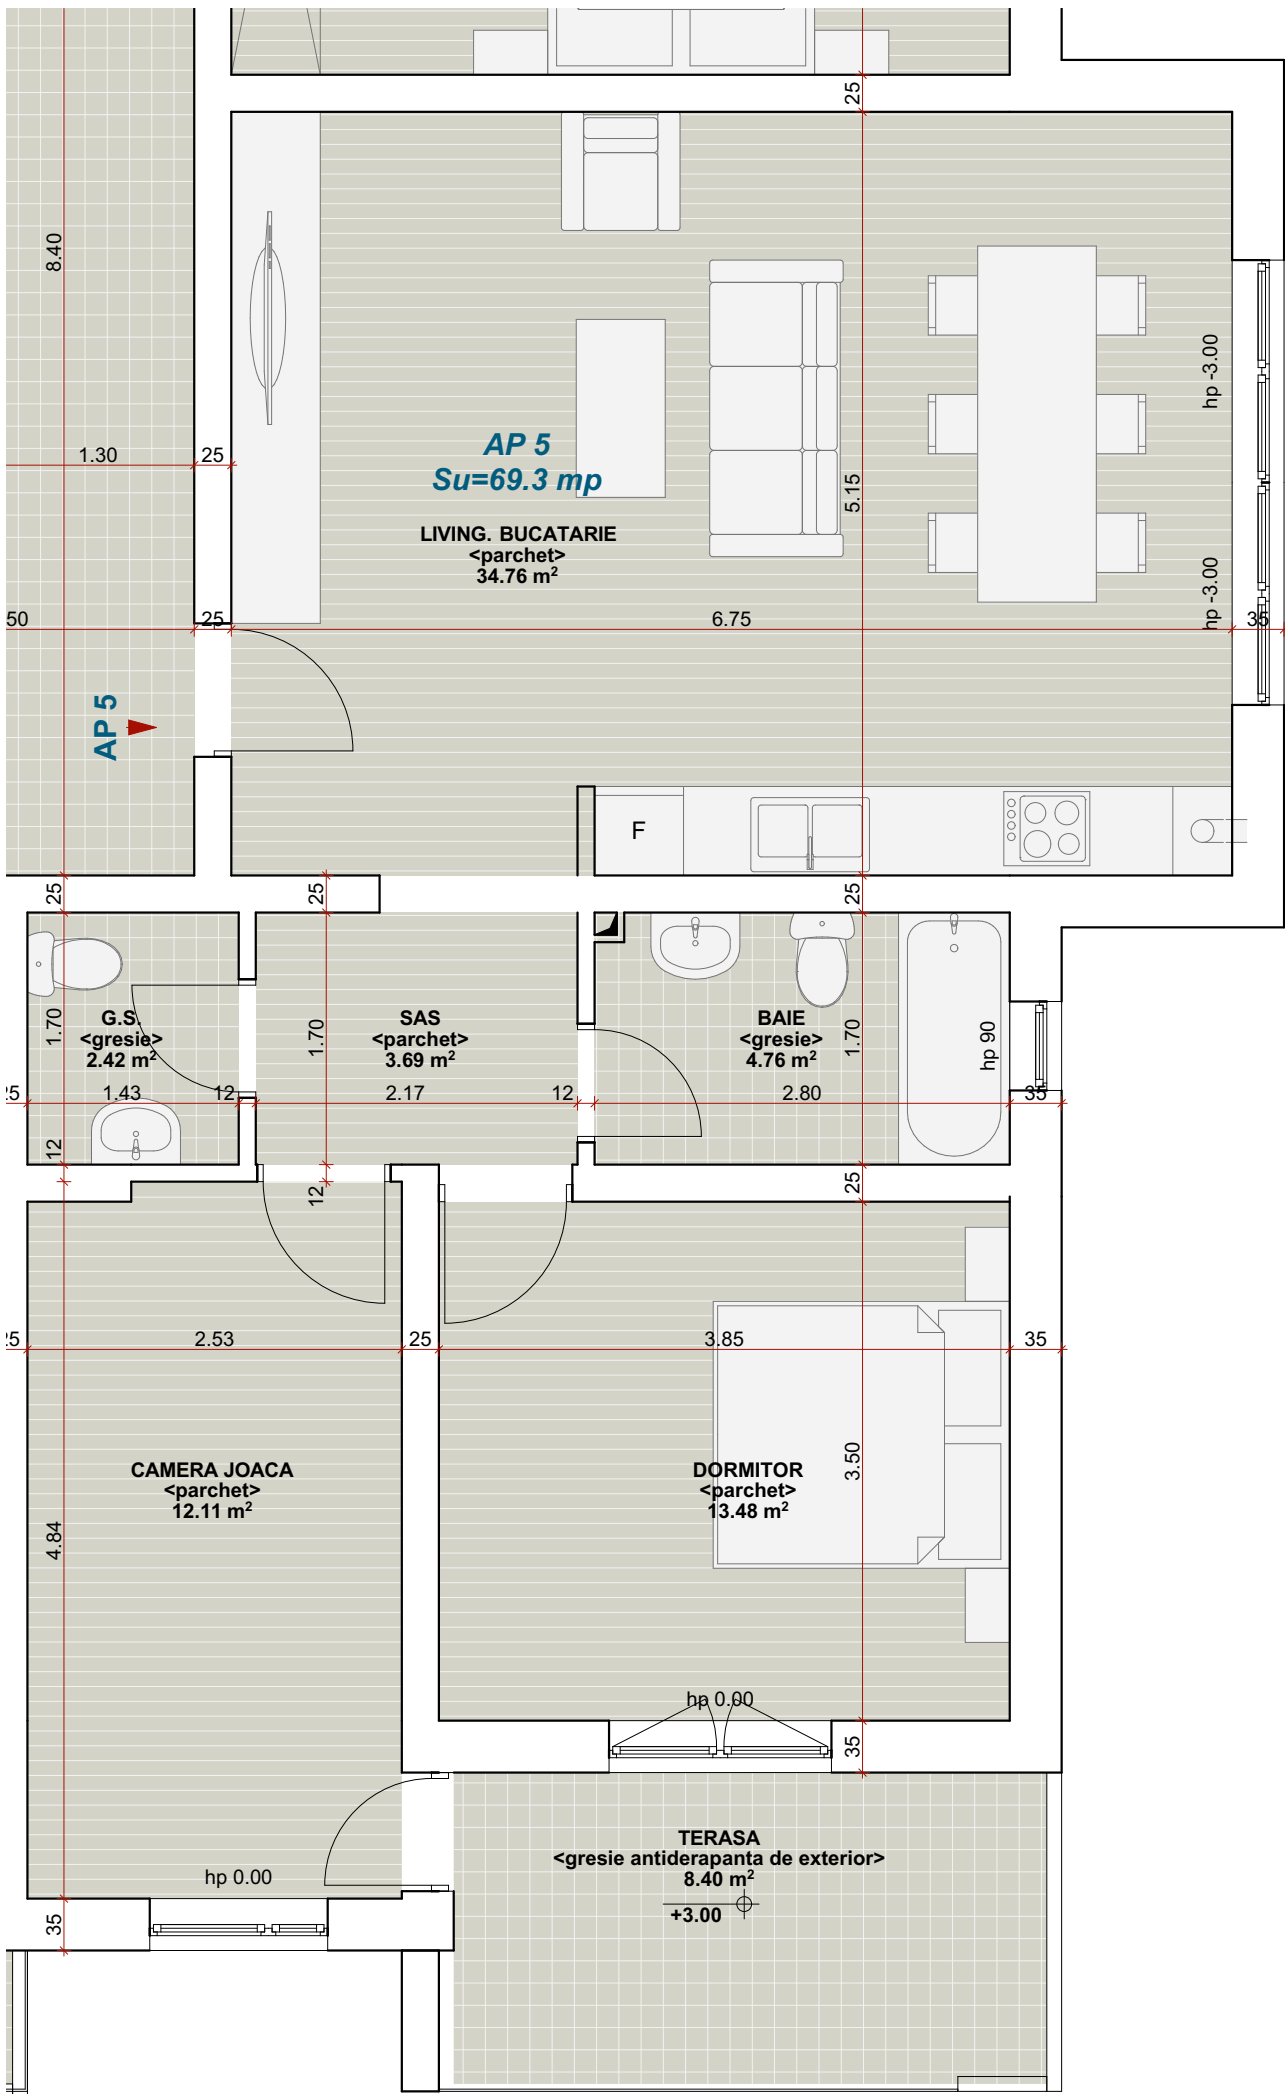 25
8.40
hp -3.00
AP 5
Su=69.3 mp
1.30
25
5.15
LIVING. BUCATARIE
<parchet>
34.76 m²
hp -3.00
50
25
6.75
35
AP 5
F
25
25
25
G.S.
<gresie>
2.42 m²
1.70
SAS
<parchet>
3.69 m²
1.70
BAIE
<gresie>
4.76 m²
1.70
hp 90
1.43
12
2.17
12
2.80
35
12
12
25
2.53
25
3.85
35
CAMERA JOACA
<parchet>
12.11 m²
4.84
DORMITOR
<parchet>
13.48 m²
3.50
hp 0.00
35
TERASA
<gresie antiderapanta de exterior>
8.40 m²
+3.00
hp 0.00
35